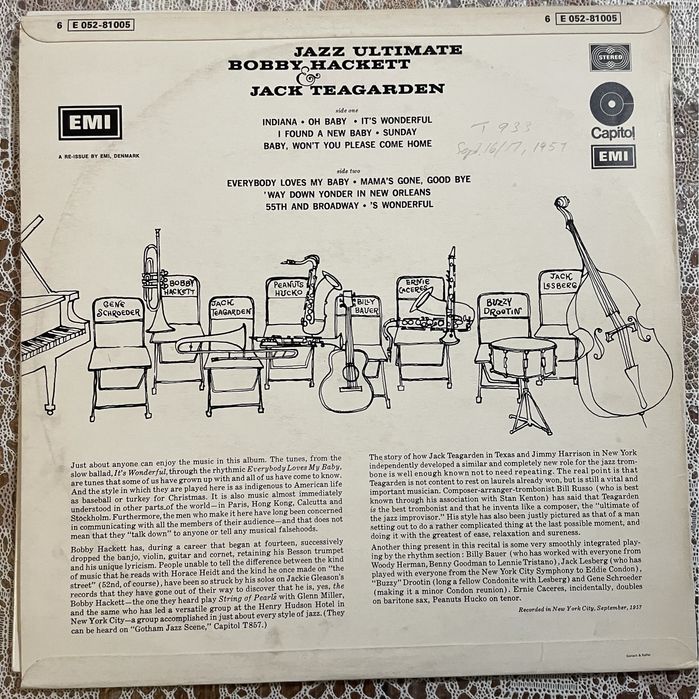 6 E 052-81005
6 E 052-81005
JAZZ ULTIMATE
BOBBY HACKETT
&
JACK TEAGARDEN
STEREO
EMI
A RE-ISSUE BY EMI, DENMARK
Capitol
EMI
side one
INDIANA • OH BABY • IT'S WONDERFUL
I FOUND A NEW BABY • SUNDAY
BABY, WON'T YOU PLEASE COME HOME
T 933
Sept. 16/17, 1957
side two
EVERYBODY LOVES MY BABY • MAMA'S GONE, GOOD BYE
'WAY DOWN YONDER IN NEW ORLEANS
55TH AND BROADWAY • 'S WONDERFUL
GENE
SCHROEDER
BOBBY
HACKETT
JACK
TEAGARDEN
PEANUTS
HUCKO
BILLY
BAUER
ERNIE
CACERES
BUZZY
DROOTIN
JACK
LESBERG
Just about anyone can enjoy the music in this album. The tunes, from the
slow ballad, It's Wonderful, through the rhythmic Everybody Loves My Baby,
are tunes that some of us have grown up with and all of us have come to know.
And the style in which they are played here is as indigenous to American life
as baseball or turkey for Christmas. It is also music almost immediately
understood in other parts of the world—in Paris, Hong Kong, Calcutta and
Stockholm. Furthermore, the men who make it here have long been concerned
in communicating with all the members of their audience—and that does not
mean that they "talk down" to anyone or tell any musical falsehoods.
Bobby Hackett has, during a career that began at fourteen, successively
dropped the banjo, violin, guitar and cornet, retaining his Besson trumpet
and his unique lyricism. People unable to tell the difference between the kind
of music that he reads with Horace Heidt and the kind he once made on "the
street" (52nd, of course), have been so struck by his solos on Jackie Gleason's
records that they have gone out of their way to discover that he is, yes, the
Bobby Hackett—the one they heard play String of Pearls with Glenn Miller,
and the same who has led a versatile group at the Henry Hudson Hotel in
New York City—a group accomplished in just about every style of jazz. (They
can be heard on "Gotham Jazz Scene," Capitol T857.)
The story of how Jack Teagarden in Texas and Jimmy Harrison in New York
independently developed a similar and completely new role for the jazz trom-
bone is well enough known not to need repeating. The real point is that
Teagarden is not content to rest on laurels already won, but is still a vital and
important musician. Composer-arranger-trombonist Bill Russo (who is best
known through his association with Stan Kenton) has said that Teagarden
is the best trombonist and that he invents like a composer, the "ultimate of
the jazz improvisor." His style has also been justly pictured as that of a man
setting out to do a rather complicated thing at the last possible moment, and
doing it with the greatest of ease, relaxation and sureness.
Another thing present in this recital is some very smoothly integrated play-
ing by the rhythm section: Billy Bauer (who has worked with everyone from
Woody Herman, Benny Goodman to Lennie Tristano), Jack Lesberg (who has
played with everyone from the New York City Symphony to Eddie Condon),
"Buzzy" Drootin (long a fellow Condonite with Lesberg) and Gene Schroeder
(making it a minor Condon reunion). Ernie Caceres, incidentally, doubles
on baritone sax, Peanuts Hucko on tenor.
Recorded in New York City, September, 1957